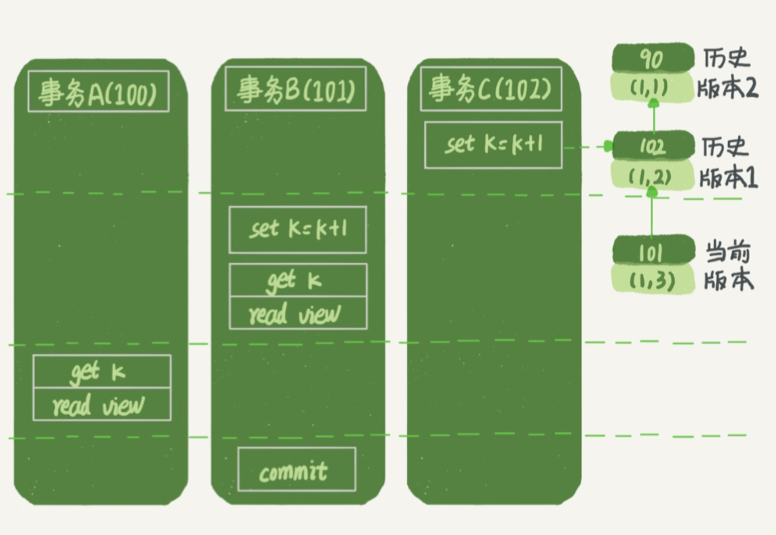 事务A(100)
get k
read view
事务B(101)
set k=k+1
get k
read view
commit
事务C(102)
set k=k+1
90
(1,1)
历史
版本2
102
(1,2)
历史
版本1
101
(1,3)
当前
版本